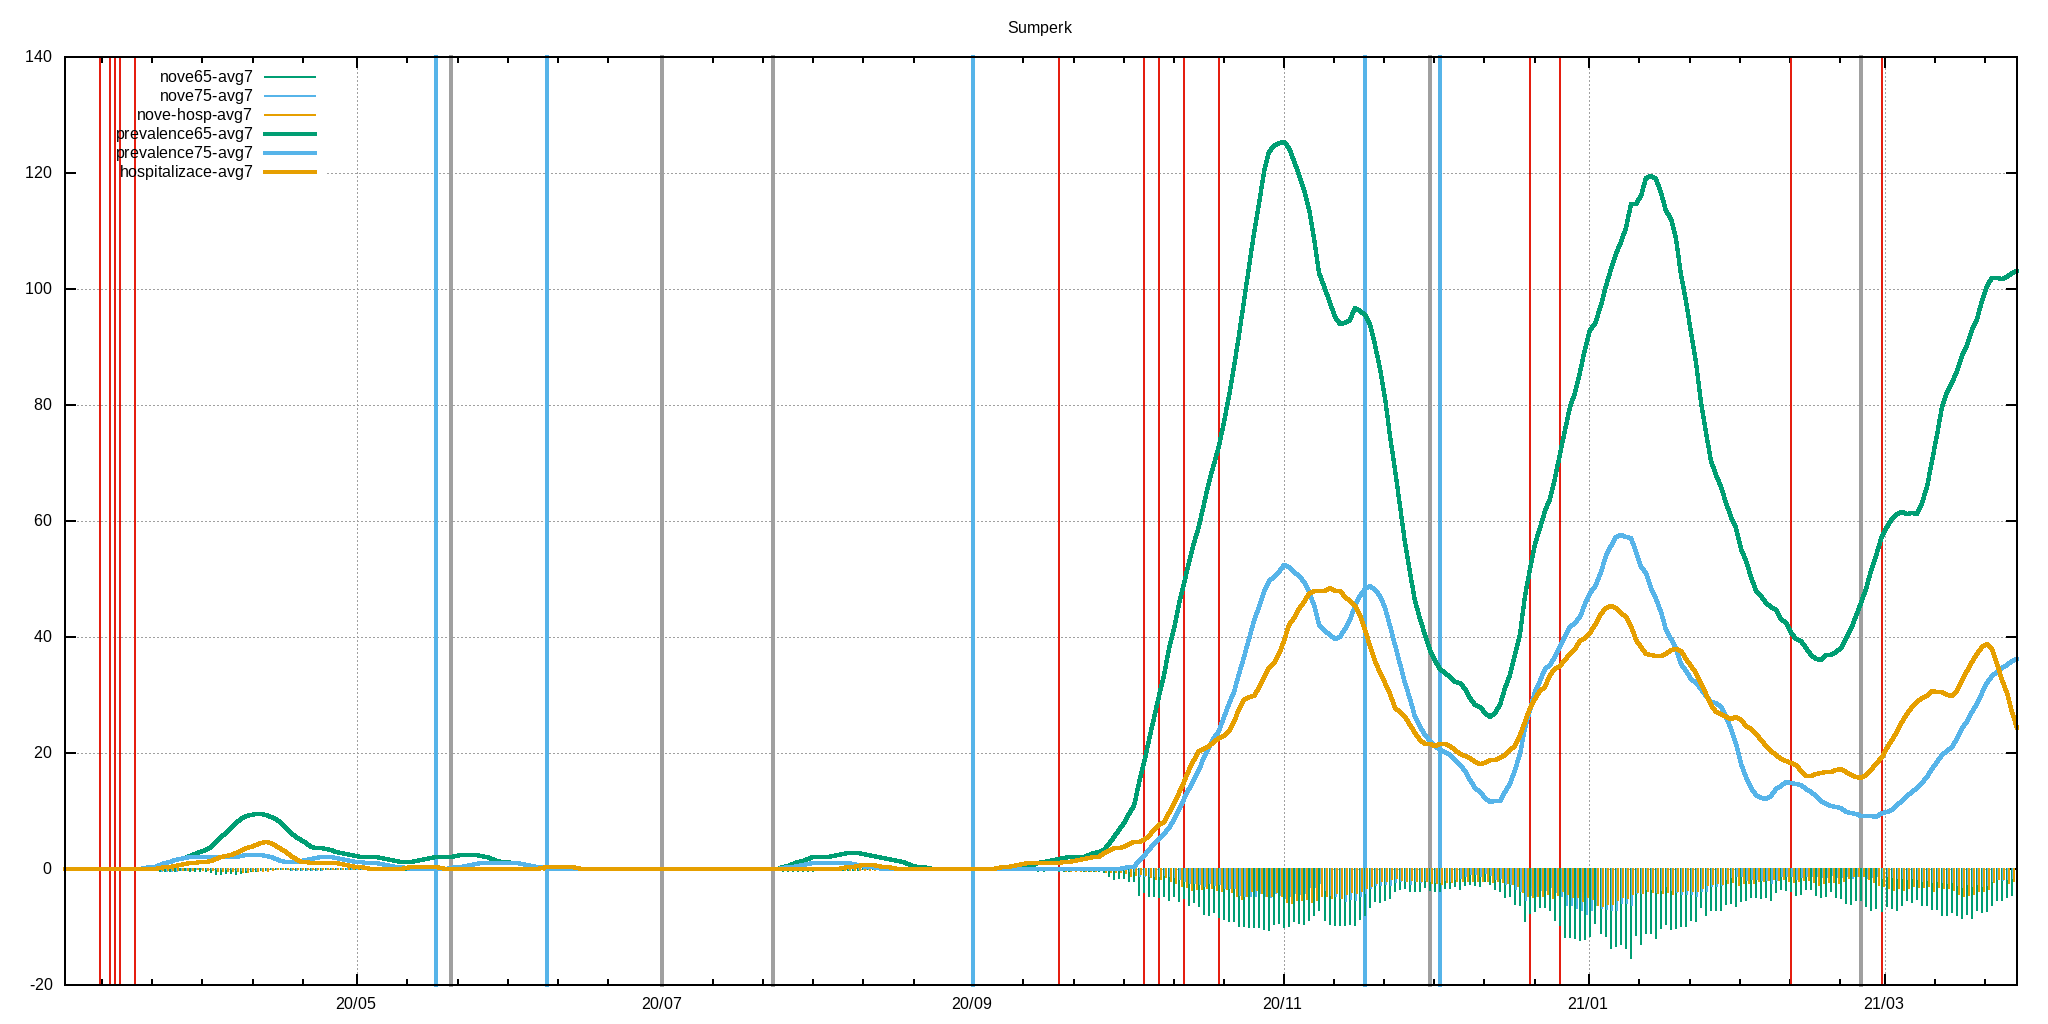 Sumperk
140
nove65-avg7
nove75-avg7
nove-hosp-avg7
prevalence65-avg7
prevalence75-avg7
hospitalizace-avg7
120
100
80
60
40
20
0
-20
20/05 20/07 20/09 20/11 21/01 21/03